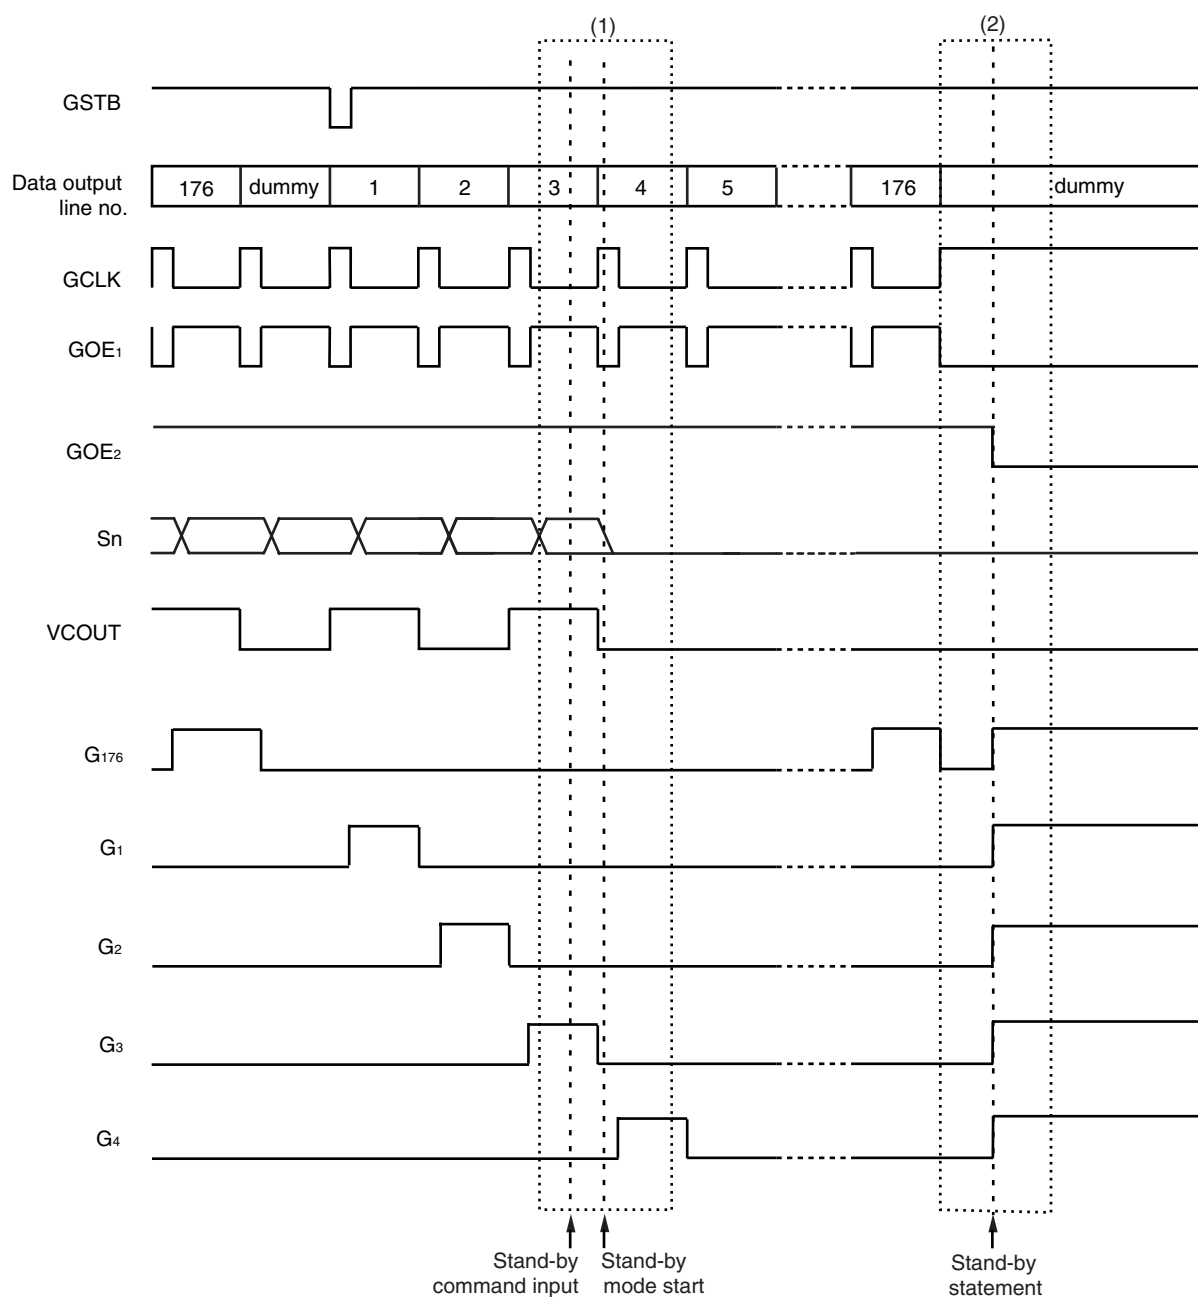 (1)
(2)
GSTB
Data output
line no.
176
dummy
1
2
3
4
5
176
dummy
GCLK
GOE1
GOE2
Sn
VCOUT
G176
G1
G2
G3
G4
Stand-by
command input
Stand-by
mode start
Stand-by
statement